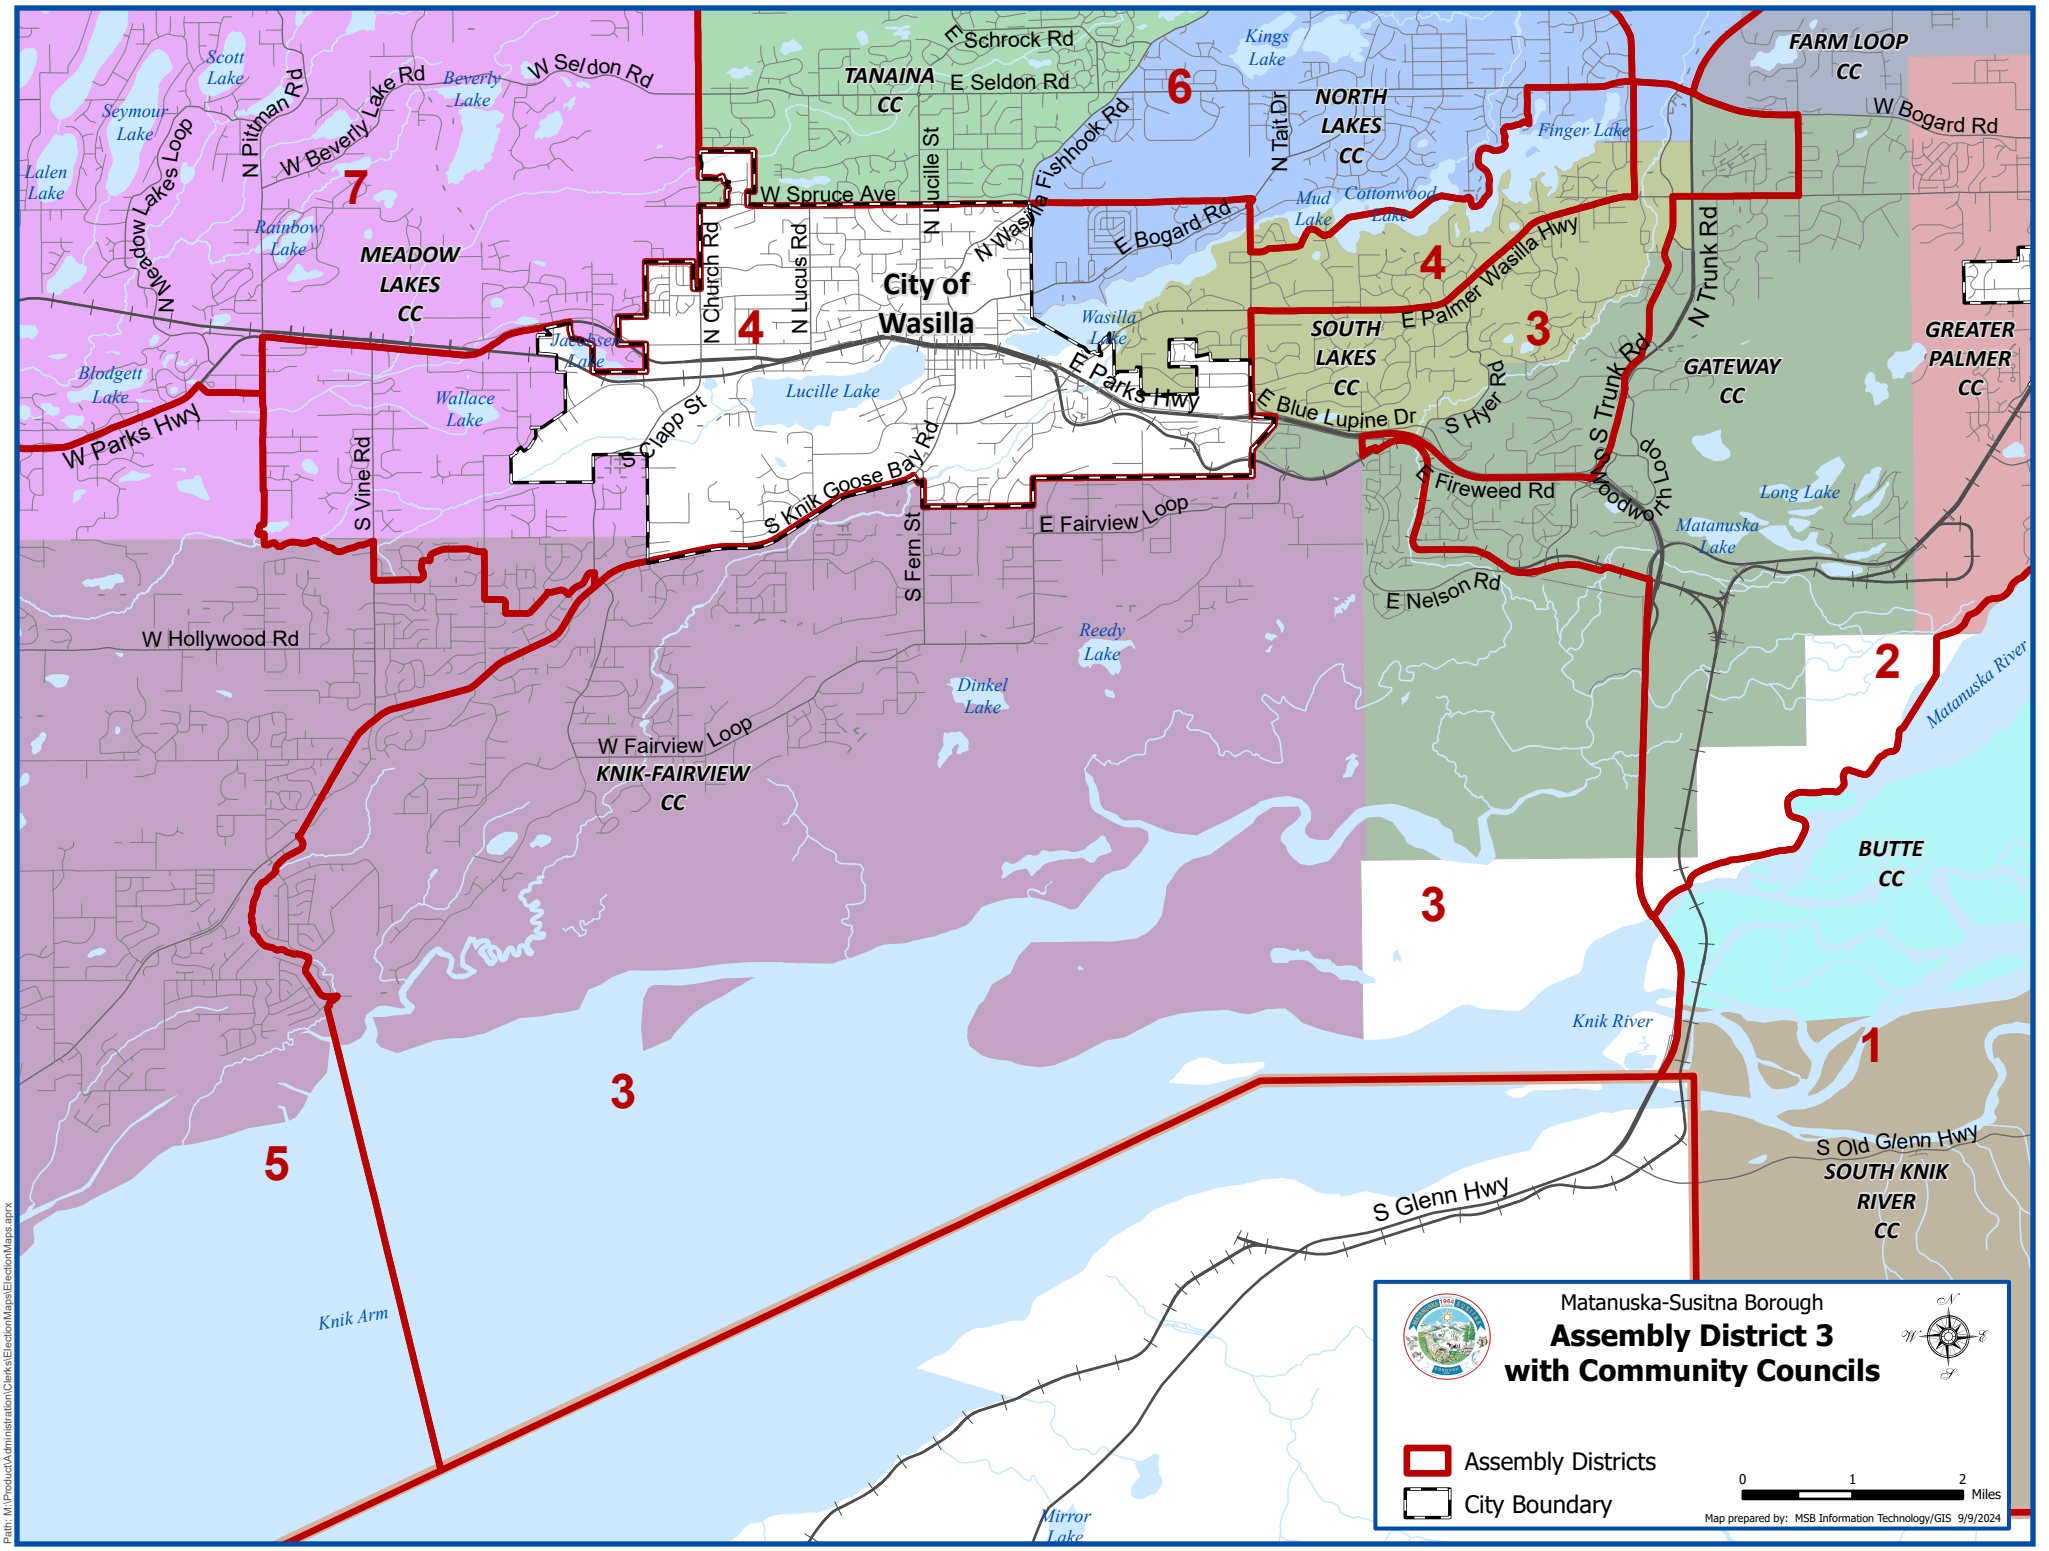 Scott
Lake
Seymour
Lake
Lalen
Lake
N Meadow Lakes Loop
N Pittman Rd
W Beverly Lake Rd
Beverly
Lake
W Seldon Rd
7
Rainbow
Lake
MEADOW
LAKES
CC
E Schrock Rd
TANAINA
CC
E Seldon Rd
N Lucille St
W Spruce Ave
N Wasilla Fishhook Rd
6
Kings
Lake
N Tait Dr
NORTH
LAKES
CC
Finger Lake
FARM LOOP
CC
W Bogard Rd
Mud
Lake
Cottonwood
Lake
E Bogard Rd
N Church Rd
N Lucus Rd
4
City of
Wasilla
Wasilla
Lake
4
E Palmer Wasilla Hwy
SOUTH
LAKES
CC
3
S Hyer Rd
N Trunk Rd
S Trunk Rd
GATEWAY
CC
GREATER
PALMER
CC
Blodgett
Lake
W Parks Hwy
Wallace
Lake
Jacobsen
Lake
S Vine Rd
S Clapp St
Lucille Lake
E Parks Hwy
E Blue Lupine Dr
S Knik Goose Bay Rd
E Fireweed Rd
N S Woodworth Loop
Long Lake
Matanuska
Lake
S Fern St
E Fairview Loop
E Nelson Rd
W Hollywood Rd
Reedy
Lake
Dinkel
Lake
2
Matanuska River
W Fairview Loop
KNIK-FAIRVIEW
CC
3
BUTTE
CC
Knik River
1
3
5
S Old Glenn Hwy
SOUTH KNIK
RIVER
CC
S Glenn Hwy
Knik Arm
Mirror
Lake
Matanuska-Susitna Borough
Assembly District 3
with Community Councils
N
W
E
S
Assembly Districts
City Boundary
0 1 2
Miles
Map prepared by: MSB Information Technology/GIS 9/9/2024
Path: M:\Product\Administration\Clerks\ElectionMaps\ElectionMaps.aprx